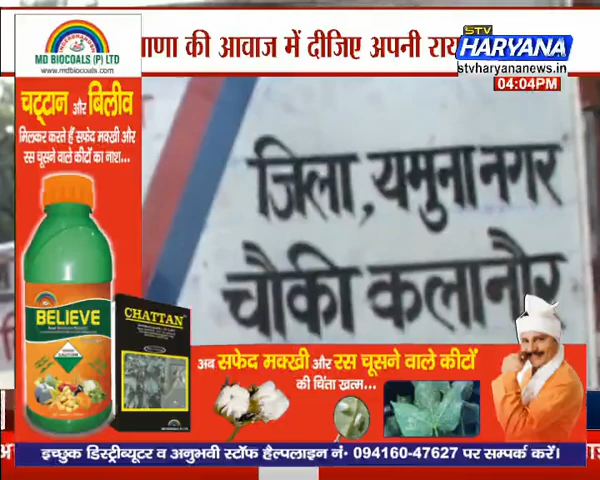 MD BIOCOALS (P) LTD
www.mdbiocoals.com
की आवाज में दीजिए अपनी
STV
HARYANA
stvharyananews.in
04:04PM
चट्टान और बिलीव
मिलकर करते हैं सफेद मक्खी और
रस चूसने वाले कीटों का नाश...
जिला, यमुना नगर
चौकी कलानौर
BELIEVE
CHATTAN
अब सफेद मक्खी और रस चूसने वाले कीटों
की चिंता खत्म...
इच्छुक डिस्ट्रीब्यूटर व अनुभवी स्टॉफ हैल्पलाइन नं॰ 094160-47627 पर सम्पर्क करें।